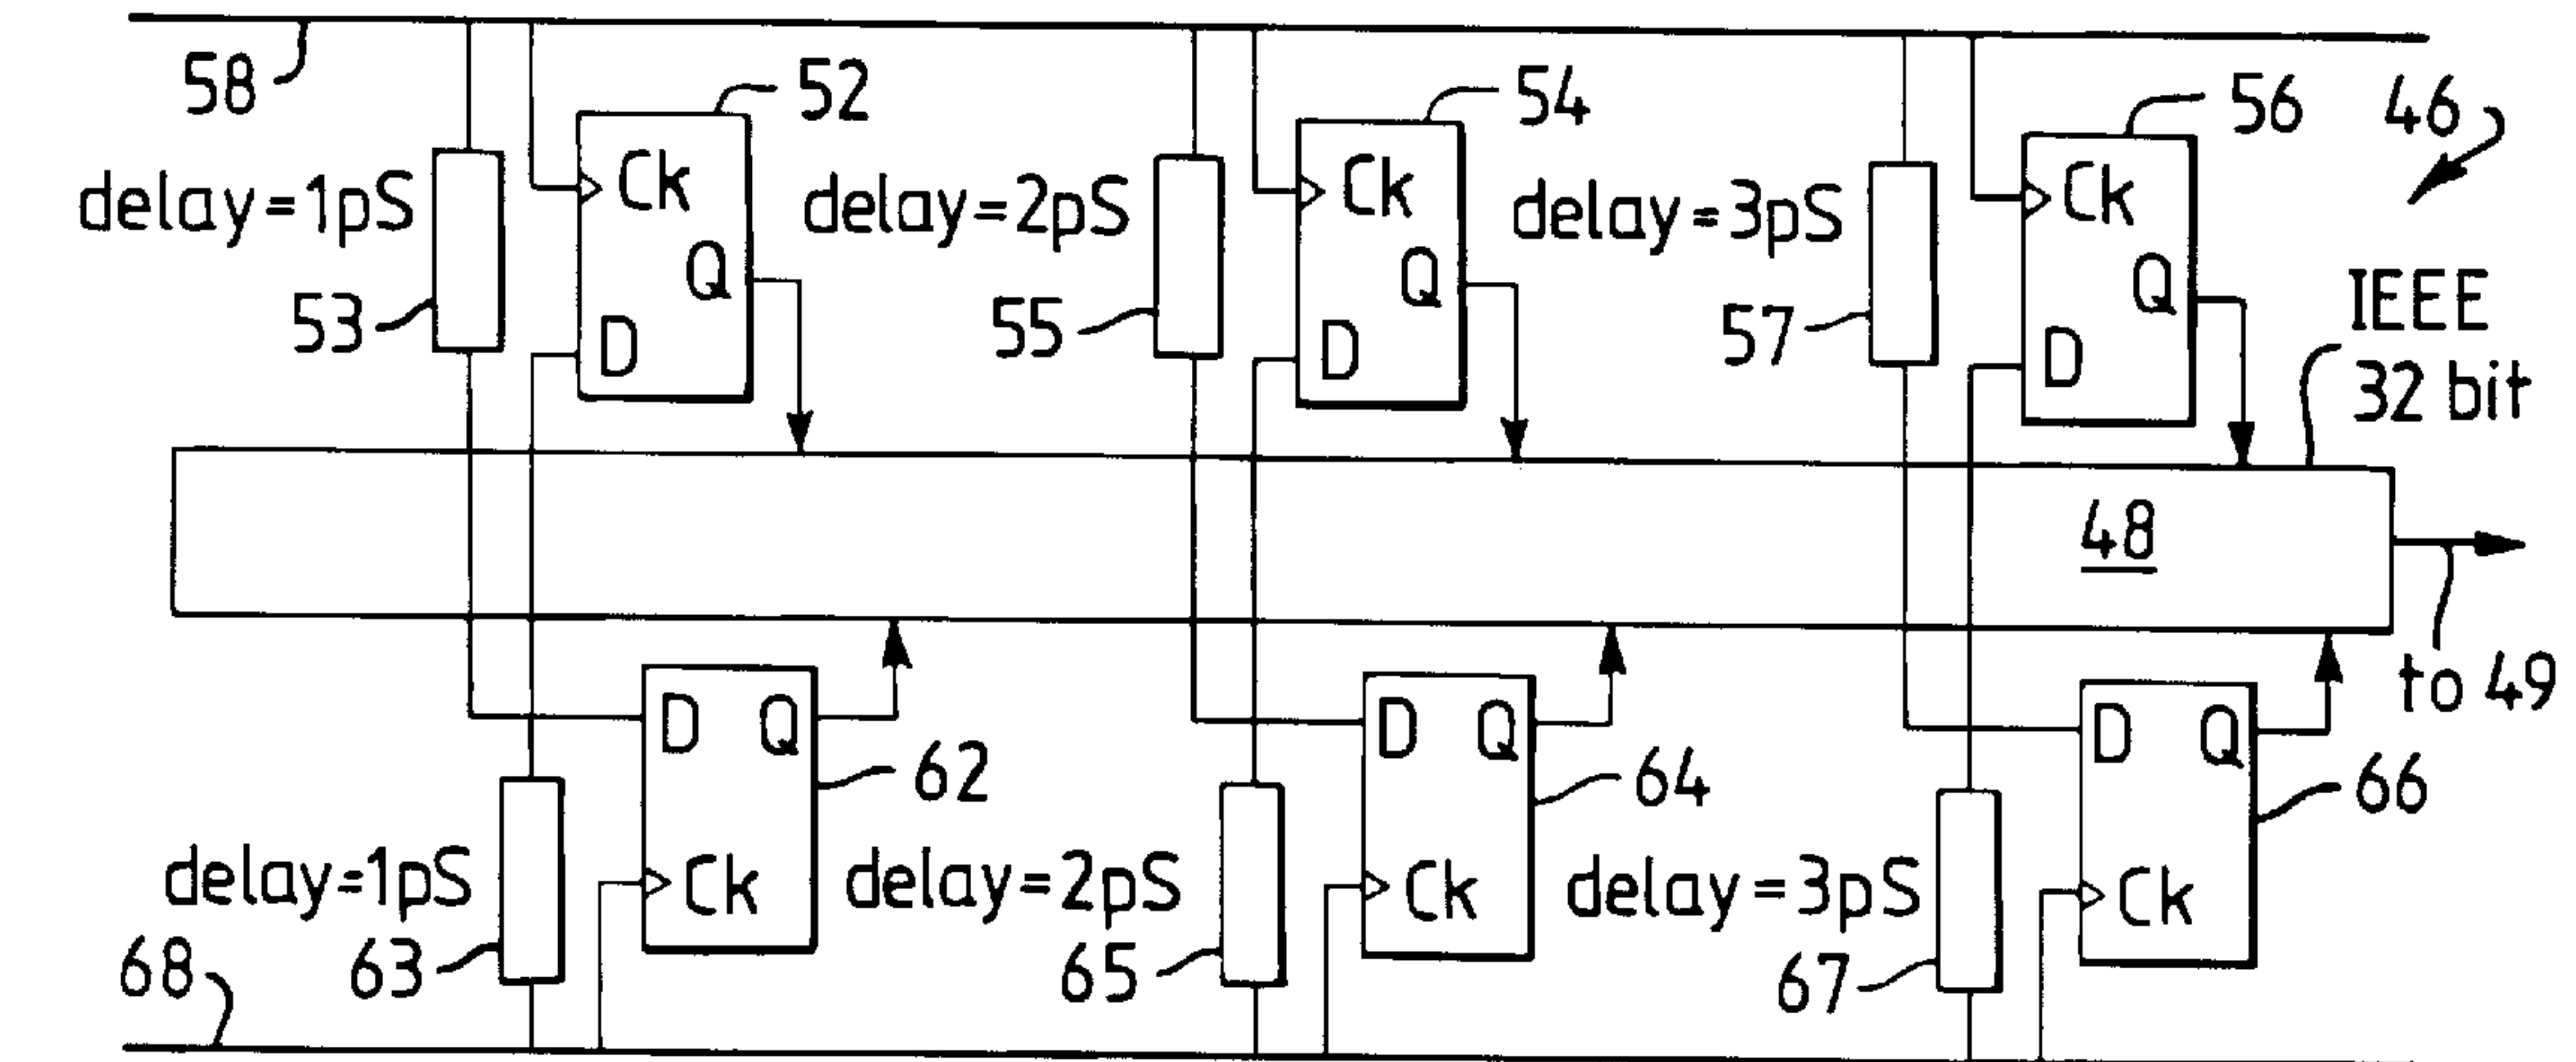 58
52
54
56
46
Ck
Q
D
Ck
Q
D
Ck
Q
D
delay=1pS
delay=2pS
delay=3pS
53
55
57
IEEE
32 bit
48
to 49
D Q
Ck
D Q
Ck
D Q
Ck
62
64
66
delay=1pS
delay=2pS
delay=3pS
63
65
67
68